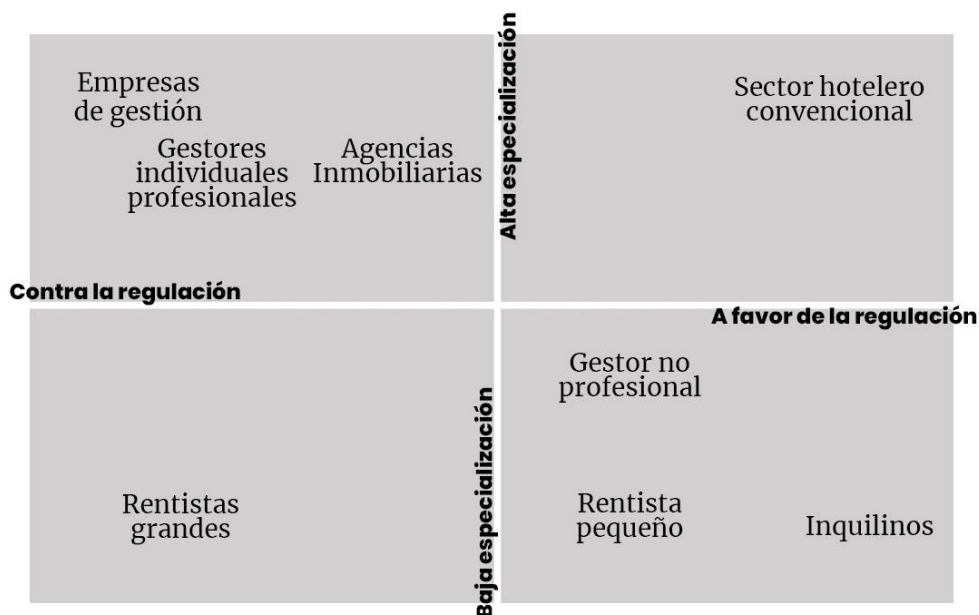 Empresas
de gestión
Gestores
individuales
profesionales
Agencias
Inmobiliarias
Alta especialización
Sector hotelero
convencional
Contra la regulación
A favor de la regulación
Gestor no
profesional
Baja especialización
Rentistas
grandes
Rentista
pequeño
Inquilinos